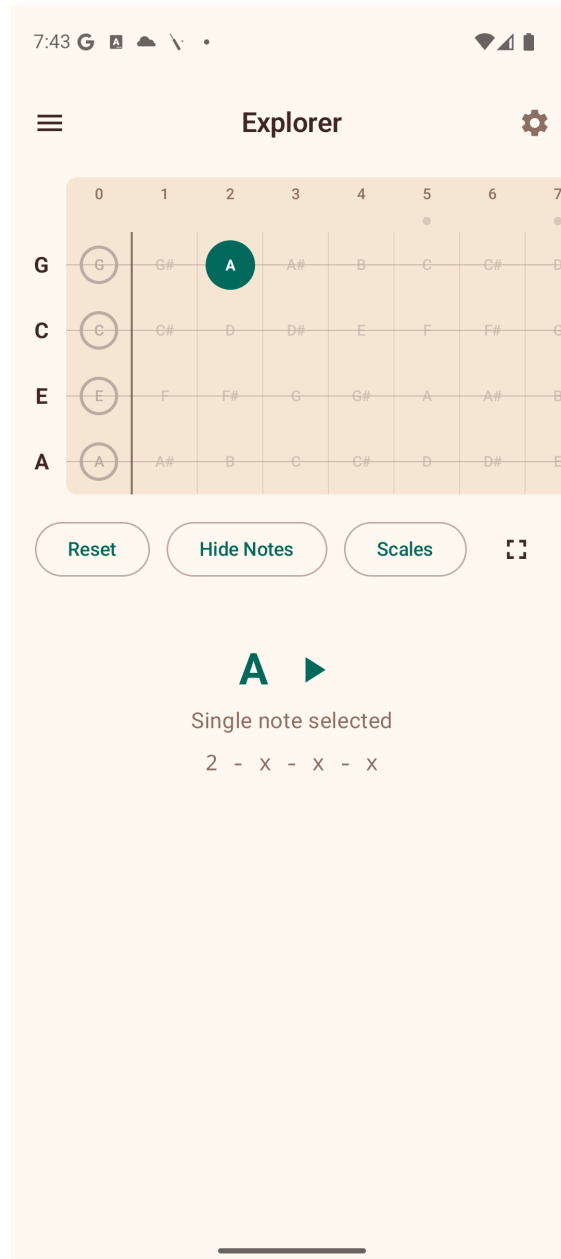 7:43 G A
Explorer
0 1 2 3 4 5 6 7
G G G# A A# B C C# D
C C C# D D# E F F# G
E E F F# G G# A A# B
A A A# B C C# D D# E
Reset Hide Notes Scales
A
Single note selected
2 - x - x - x